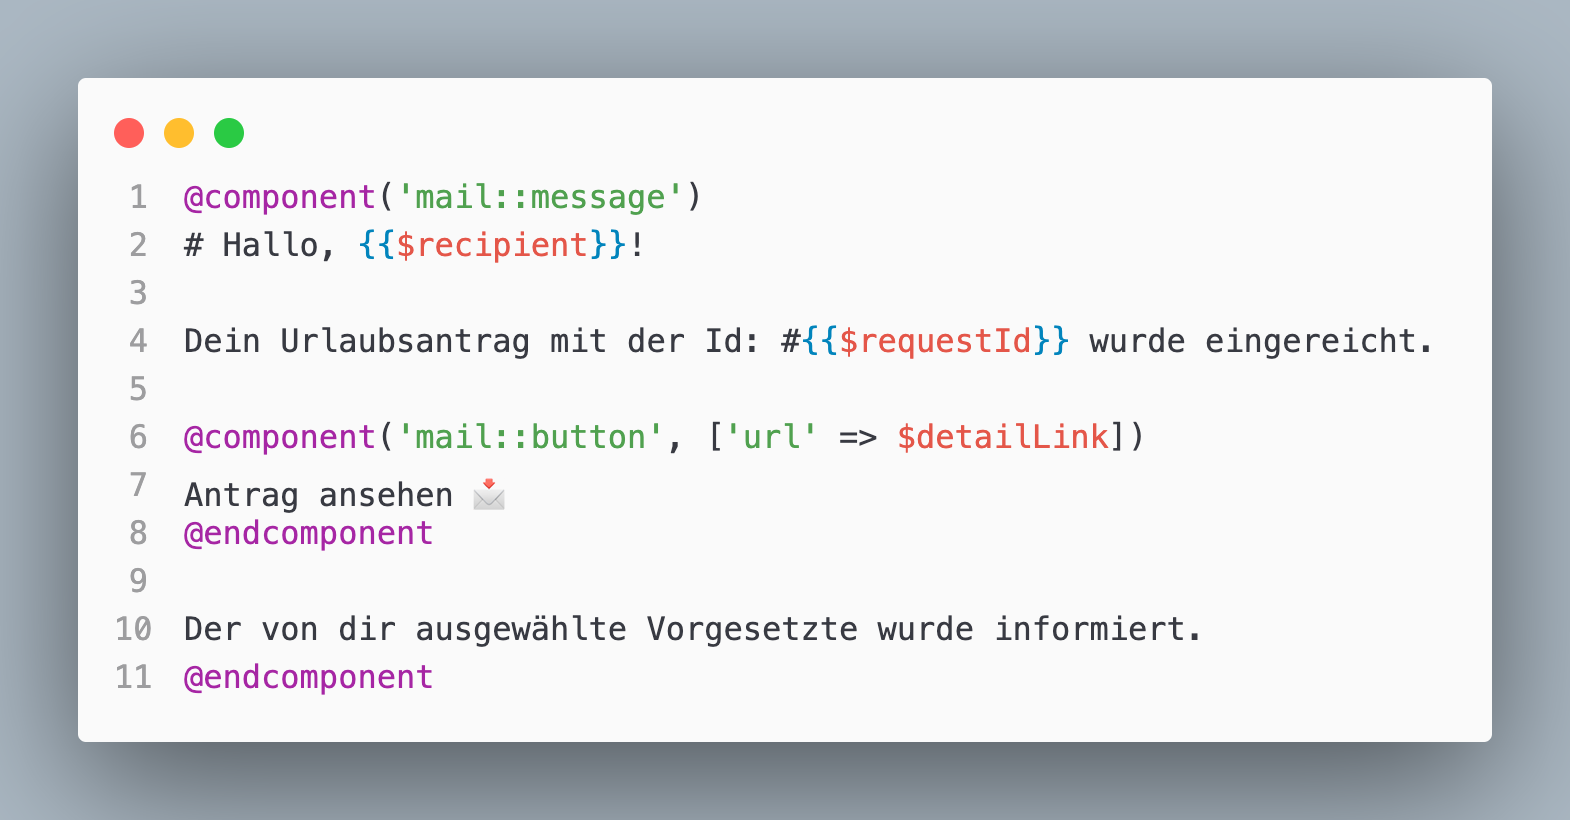 1 @component('mail::message')
2 # Hallo, {{$recipient}}!
3
4 Dein Urlaubsantrag mit der Id: #{{$requestId}} wurde eingereicht.
5
6 @component('mail::button', ['url' => $detailLink])
7 Antrag ansehen 📩
8 @endcomponent
9
10 Der von dir ausgewählte Vorgesetzte wurde informiert.
11 @endcomponent